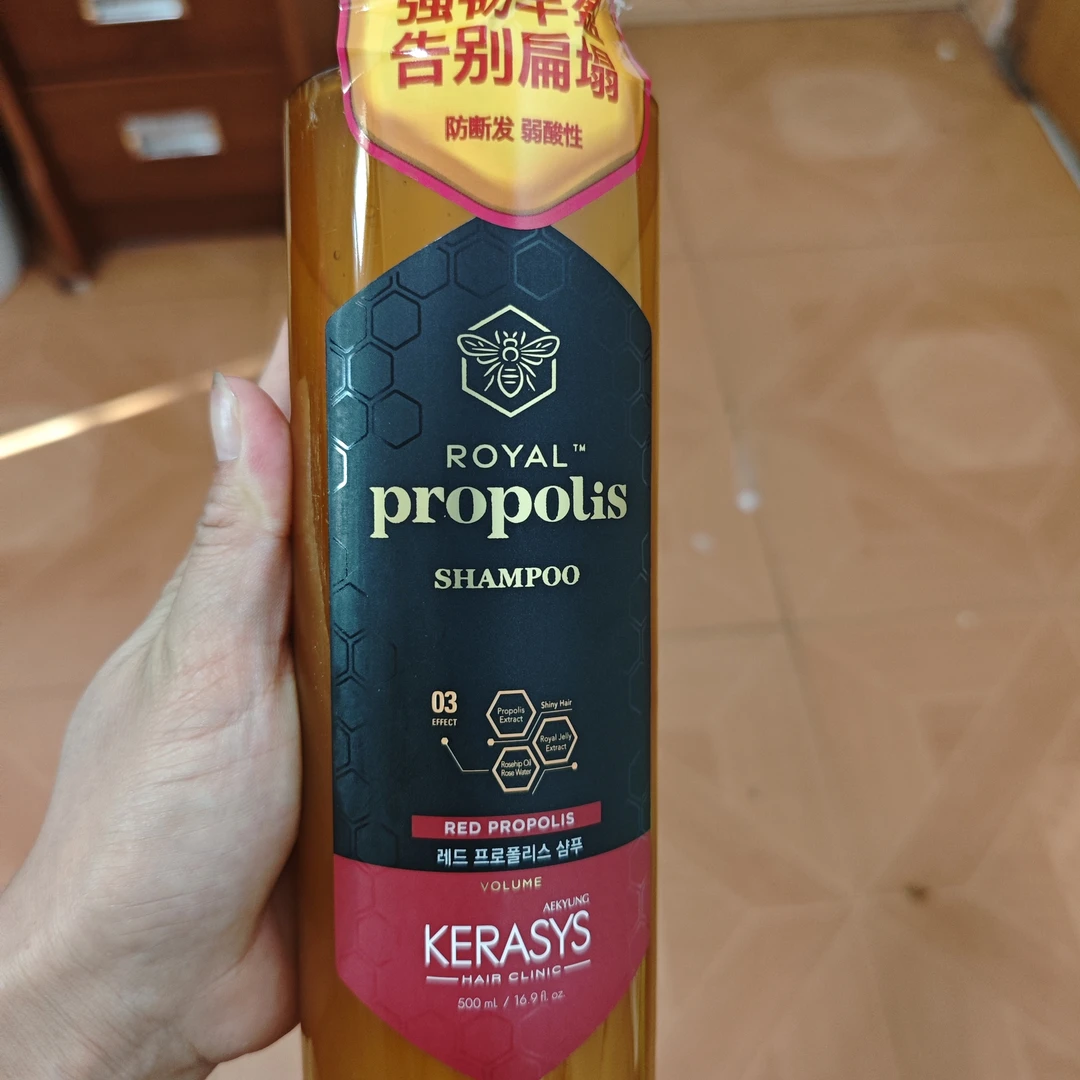 告别扁塌
防断发 弱酸性
ROYAL™
propolis
SHAMPOO
03
EFFECT
Propolis
Extract
Shiny Hair
Royal Jelly
Extract
Rosehip Oil
Rose Water
RED PROPOLIS
레드 프로폴리스 샴푸
VOLUME
AEKYUNG
KERASYS
HAIR CLINIC
500 mL / 16.9 fl. oz.